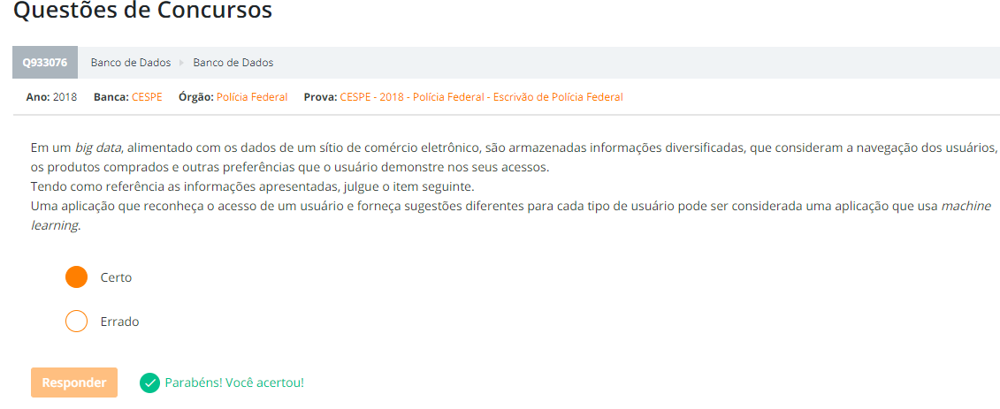 Questões de Concursos
Q933076 Banco de Dados Banco de Dados
Ano: 2018 Banca: CESPE Órgão: Polícia Federal Prova: CESPE - 2018 - Polícia Federal - Escrivão de Polícia Federal
Em um big data, alimentado com os dados de um sítio de comércio eletrônico, são armazenadas informações diversificadas, que consideram a navegação dos usuários,
os produtos comprados e outras preferências que o usuário demonstre nos seus acessos.
Tendo como referência as informações apresentadas, julgue o item seguinte.
Uma aplicação que reconheça o acesso de um usuário e forneça sugestões diferentes para cada tipo de usuário pode ser considerada uma aplicação que usa machine
learning.
Certo
Errado
Responder Parabéns! Você acertou!